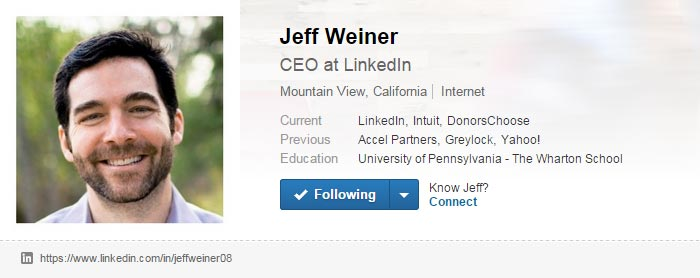 Jeff Weiner
CEO at LinkedIn
Mountain View, California | Internet
Current LinkedIn, Intuit, DonorsChoose
Previous Accel Partners, Greylock, Yahoo!
Education University of Pennsylvania - The Wharton School
Following
Know Jeff?
Connect
in https://www.linkedin.com/in/jeffweiner08